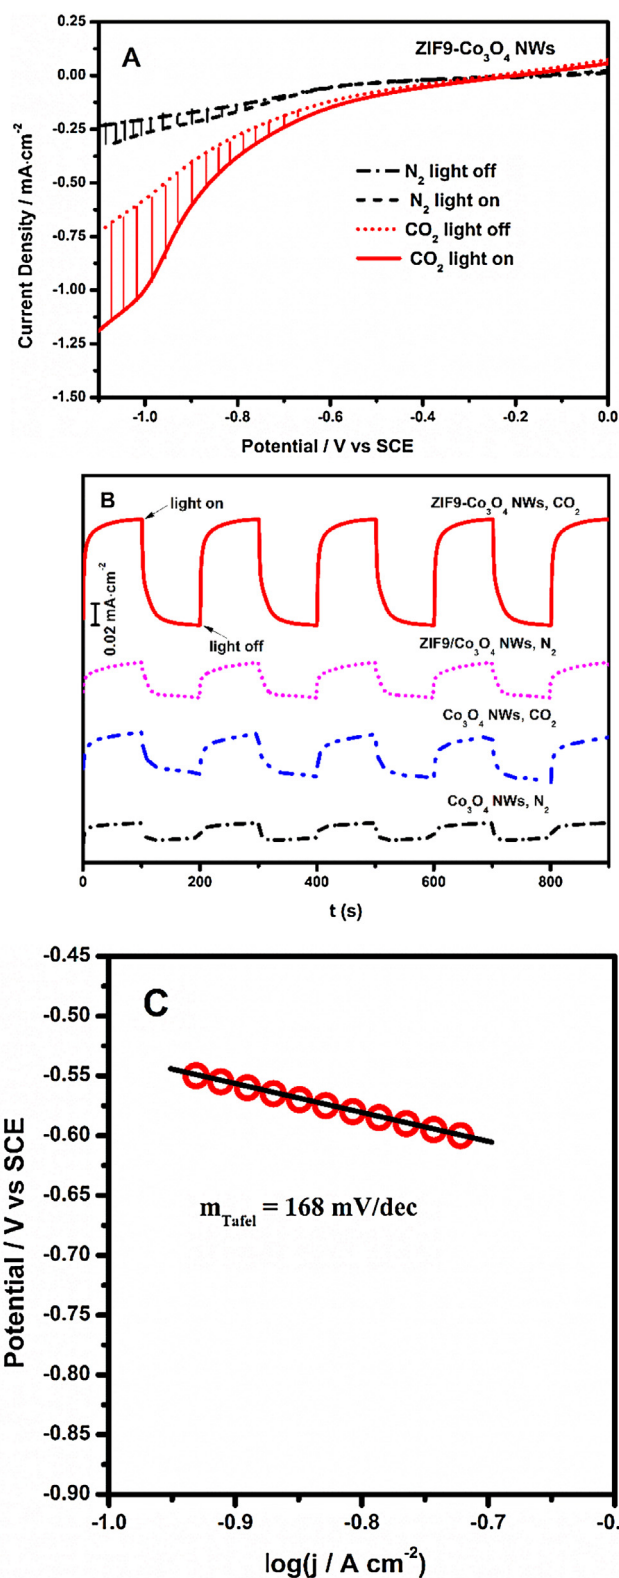 A
ZIF9-Co3O4 NWs
0.25
0.00
-0.25
-0.50
-0.75
-1.00
-1.25
-1.50
Current Density / mA·cm-2
N2 light off
N2 light on
CO2 light off
CO2 light on
-1.0 -0.8 -0.6 -0.4 -0.2 0.0
Potential / V vs SCE
B
light on
ZIF9-Co3O4 NWs, CO2
0.02 mA·cm-2
light off
ZIF9/Co3O4 NWs, N2
Co3O4 NWs, CO2
Co3O4 NWs, N2
0 200 400 600 800
t (s)
C
-0.45
-0.50
-0.55
-0.60
-0.65
-0.70
-0.75
-0.80
-0.85
-0.90
Potential / V vs SCE
mTafel = 168 mV/dec
-1.0 -0.9 -0.8 -0.7 -0.
log(j / A cm-2)